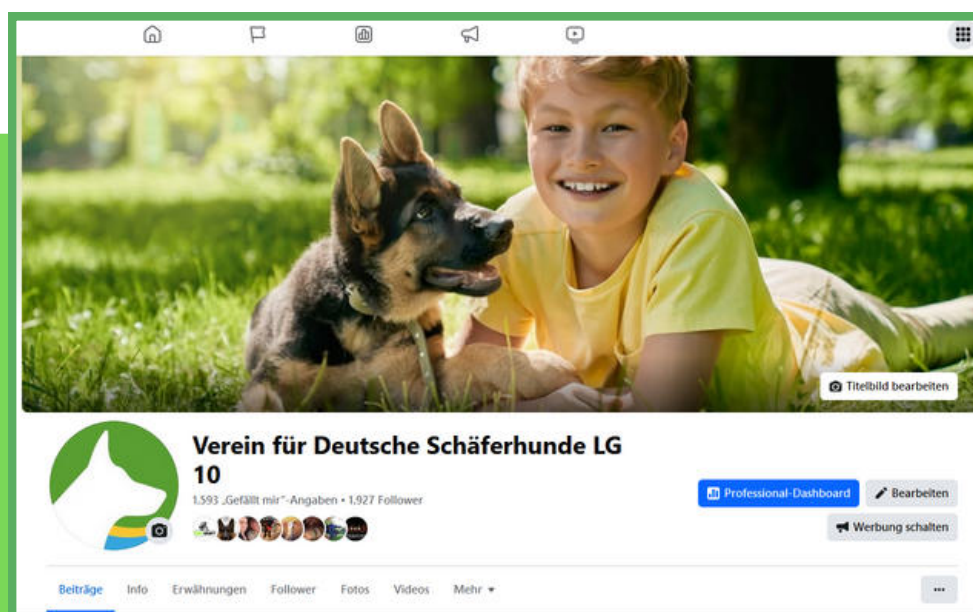 Titelbild bearbeiten
Verein für Deutsche Schäferhunde LG
10
1.593 „Gefällt mir“-Angaben • 1.927 Follower
Professional-Dashboard
Bearbeiten
Werbung schalten
Beiträge Info Erwähnungen Follower Fotos Videos Mehr